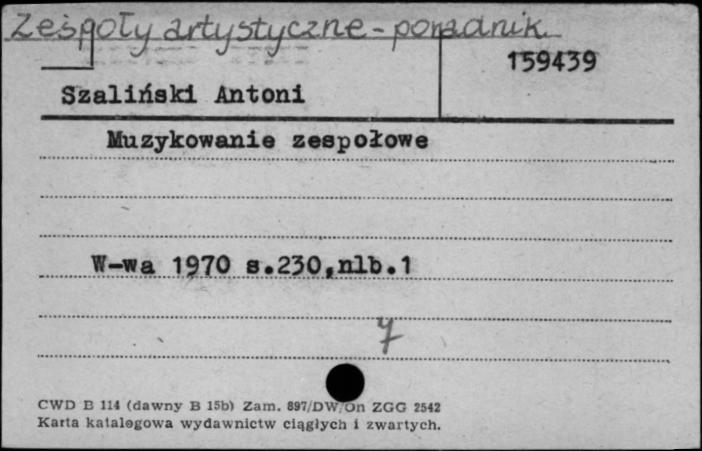 Zespoły artystyczne - poradnik
159439
Szaliński Antoni
Muzykowanie zespołowe
W-wa 1970 s.230,nlb.1
7
CWD B 114 (dawny B 15b) Zam. 897/DW/On ZGG 2542
Karta katalogowa wydawnictw ciągłych i zwartych.